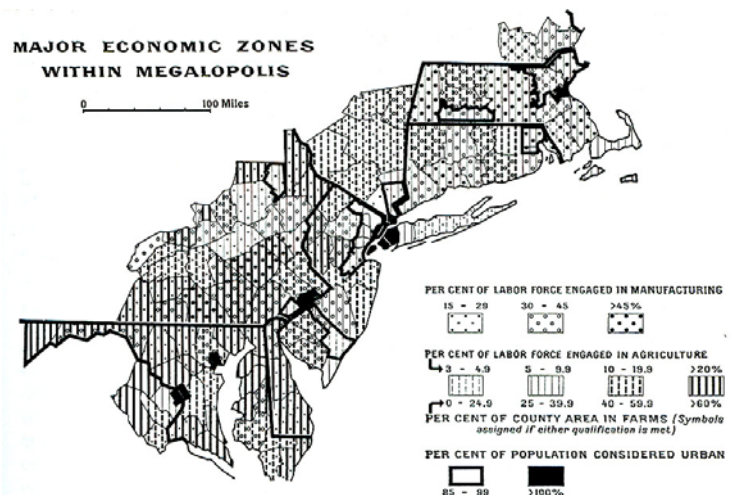 MAJOR ECONOMIC ZONES
WITHIN MEGALOPOLIS
0 100 Miles
PER CENT OF LABOR FORCE ENGAGED IN MANUFACTURING
15 - 29 30 - 45 >45%
PER CENT OF LABOR FORCE ENGAGED IN AGRICULTURE
3 - 4.9 5 - 9.9 10 - 19.9 >20%
0 - 24.9 25 - 39.9 40 - 59.9 >60%
PER CENT OF COUNTY AREA IN FARMS (Symbols
assigned if either qualification is met)
PER CENT OF POPULATION CONSIDERED URBAN
85 - 99 >100%